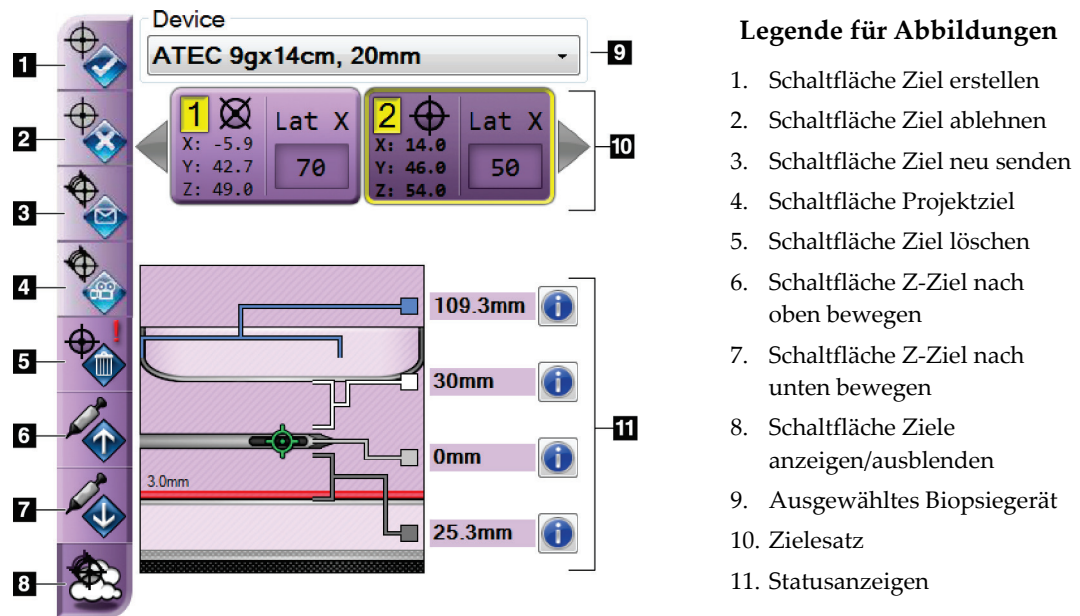 Device
ATEC 9gx14cm, 20mm
1
2
3
4
5
6
7
8
9
10
11
1
Lat X
X: -5.9
Y: 42.7
Z: 49.0
70
2
Lat X
X: 14.0
Y: 46.0
Z: 54.0
50
109.3mm
30mm
0mm
3.0mm
25.3mm
Legende für Abbildungen
1. Schaltfläche Ziel erstellen
2. Schaltfläche Ziel ablehnen
3. Schaltfläche Ziel neu senden
4. Schaltfläche Projektziel
5. Schaltfläche Ziel löschen
6. Schaltfläche Z-Ziel nach
oben bewegen
7. Schaltfläche Z-Ziel nach
unten bewegen
8. Schaltfläche Ziele
anzeigen/ausblenden
9. Ausgewähltes Biopsiegerät
10. Zielesatz
11. Statusanzeigen